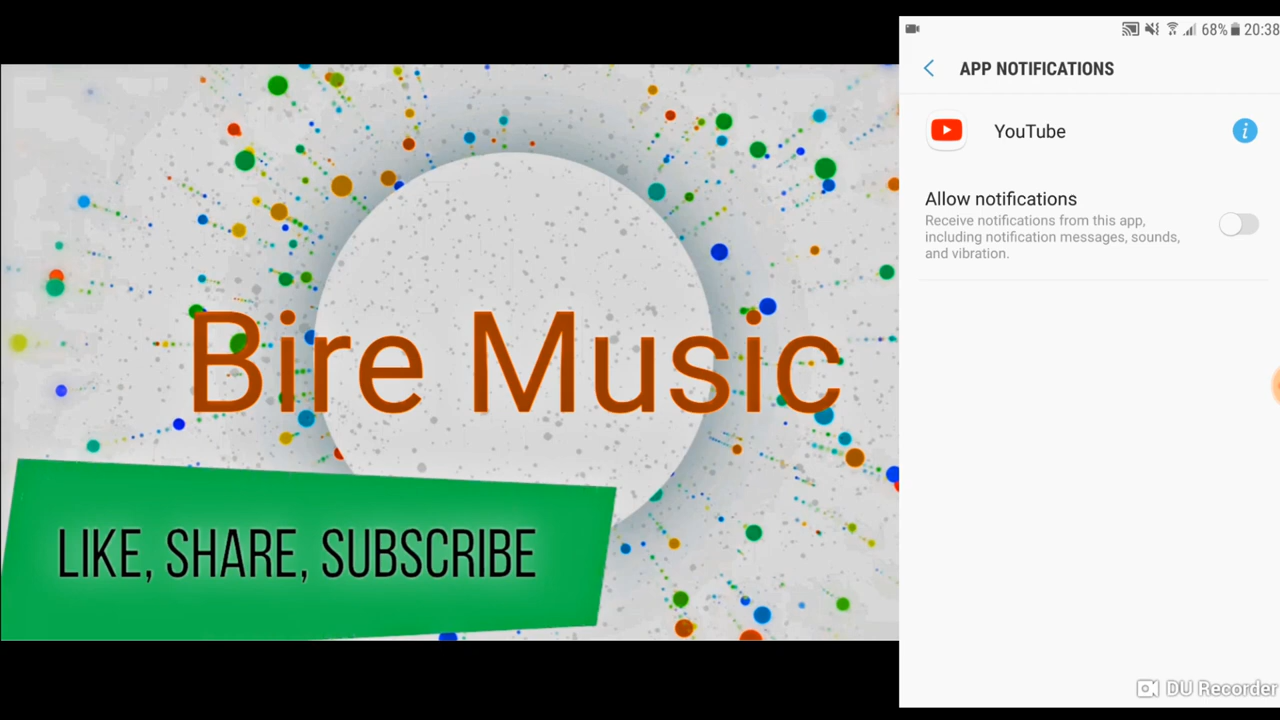 Bire Music
LIKE, SHARE, SUBSCRIBE
68% 20:38
APP NOTIFICATIONS
YouTube
Allow notifications
Receive notifications from this app,
including notification messages, sounds,
and vibration.
DU Recorder